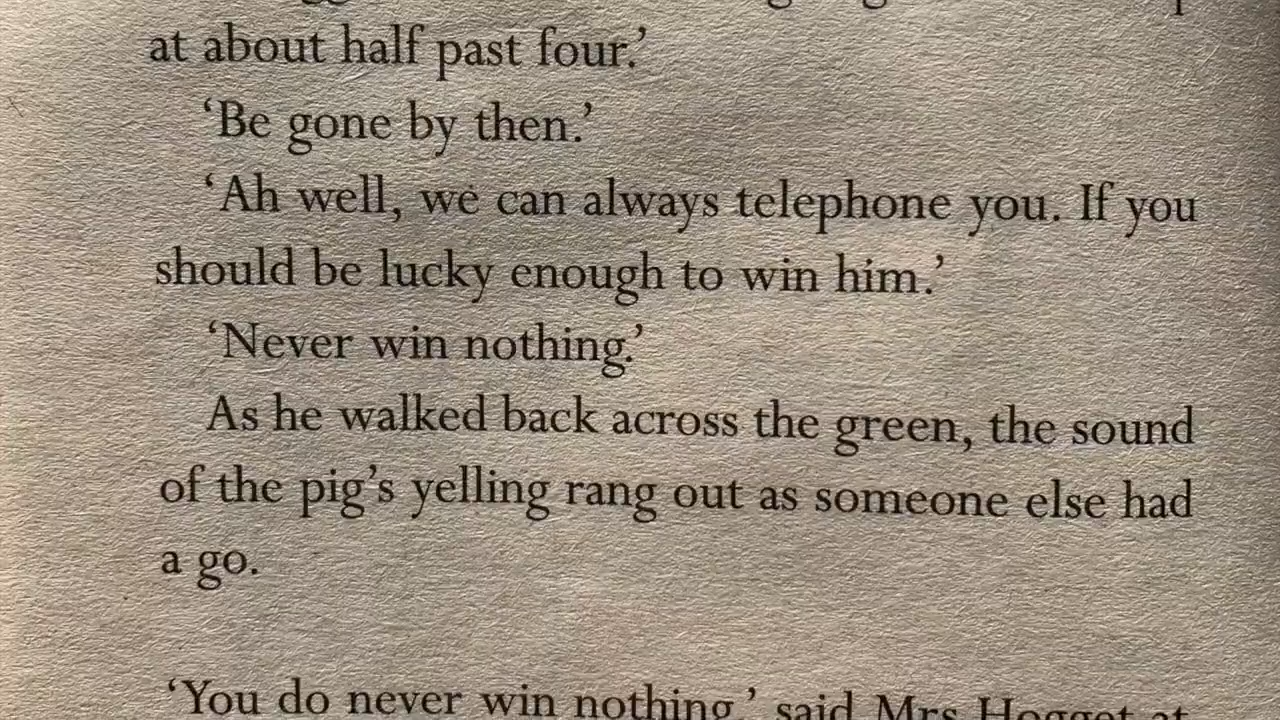 at about half past four.’
‘Be gone by then.’
‘Ah well, we can always telephone you. If you
should be lucky enough to win him.’
‘Never win nothing.’
As he walked back across the green, the sound
of the pig’s yelling rang out as someone else had
a go.
‘You do never win nothing,’ said Mrs Hogget at